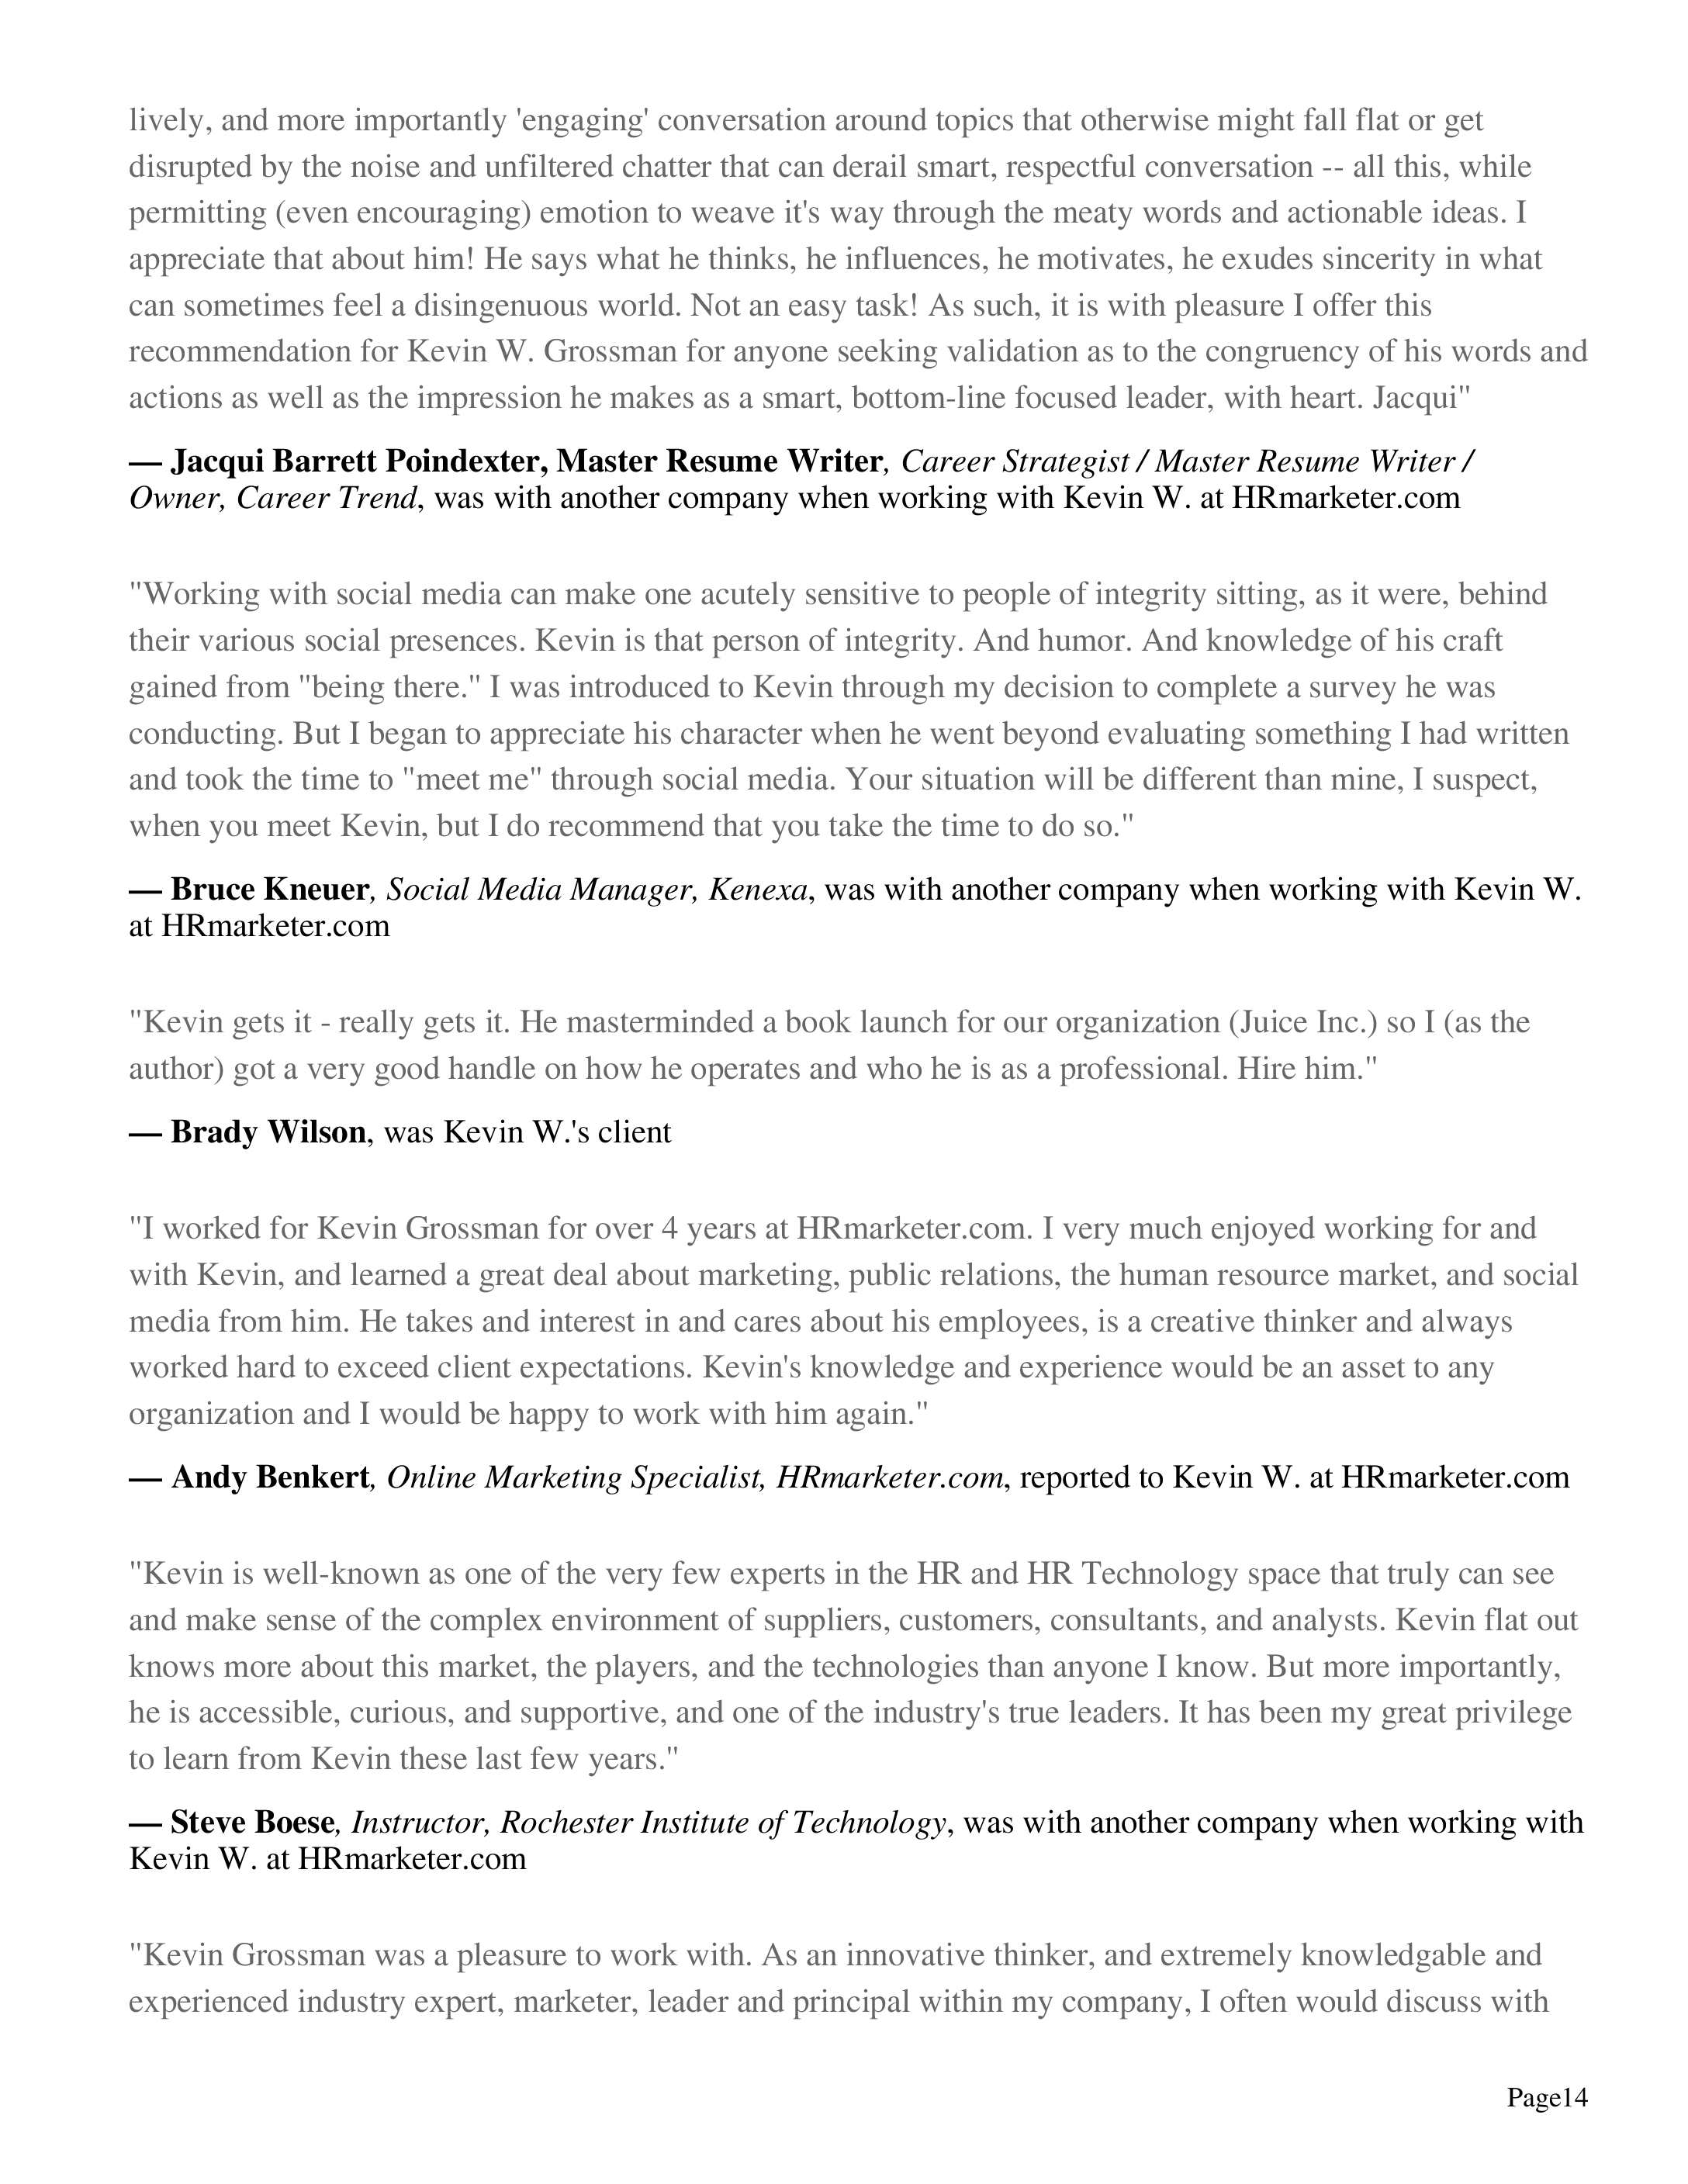 lively, and more importantly 'engaging' conversation around topics that otherwise might fall flat or get
disrupted by the noise and unfiltered chatter that can derail smart, respectful conversation -- all this, while
permitting (even encouraging) emotion to weave it's way through the meaty words and actionable ideas. I
appreciate that about him! He says what he thinks, he influences, he motivates, he exudes sincerity in what
can sometimes feel a disingenuous world. Not an easy task! As such, it is with pleasure I offer this
recommendation for Kevin W. Grossman for anyone seeking validation as to the congruency of his words and
actions as well as the impression he makes as a smart, bottom-line focused leader, with heart. Jacqui"
— Jacqui Barrett Poindexter, Master Resume Writer, Career Strategist / Master Resume Writer /
Owner, Career Trend, was with another company when working with Kevin W. at HRmarketer.com
"Working with social media can make one acutely sensitive to people of integrity sitting, as it were, behind
their various social presences. Kevin is that person of integrity. And humor. And knowledge of his craft
gained from "being there." I was introduced to Kevin through my decision to complete a survey he was
conducting. But I began to appreciate his character when he went beyond evaluating something I had written
and took the time to "meet me" through social media. Your situation will be different than mine, I suspect,
when you meet Kevin, but I do recommend that you take the time to do so."
— Bruce Kneuer, Social Media Manager, Kenexa, was with another company when working with Kevin W.
at HRmarketer.com
"Kevin gets it - really gets it. He masterminded a book launch for our organization (Juice Inc.) so I (as the
author) got a very good handle on how he operates and who he is as a professional. Hire him."
— Brady Wilson, was Kevin W.'s client
"I worked for Kevin Grossman for over 4 years at HRmarketer.com. I very much enjoyed working for and
with Kevin, and learned a great deal about marketing, public relations, the human resource market, and social
media from him. He takes and interest in and cares about his employees, is a creative thinker and always
worked hard to exceed client expectations. Kevin's knowledge and experience would be an asset to any
organization and I would be happy to work with him again."
— Andy Benkert, Online Marketing Specialist, HRmarketer.com, reported to Kevin W. at HRmarketer.com
"Kevin is well-known as one of the very few experts in the HR and HR Technology space that truly can see
and make sense of the complex environment of suppliers, customers, consultants, and analysts. Kevin flat out
knows more about this market, the players, and the technologies than anyone I know. But more importantly,
he is accessible, curious, and supportive, and one of the industry's true leaders. It has been my great privilege
to learn from Kevin these last few years."
— Steve Boese, Instructor, Rochester Institute of Technology, was with another company when working with
Kevin W. at HRmarketer.com
"Kevin Grossman was a pleasure to work with. As an innovative thinker, and extremely knowledgable and
experienced industry expert, marketer, leader and principal within my company, I often would discuss with
Page14